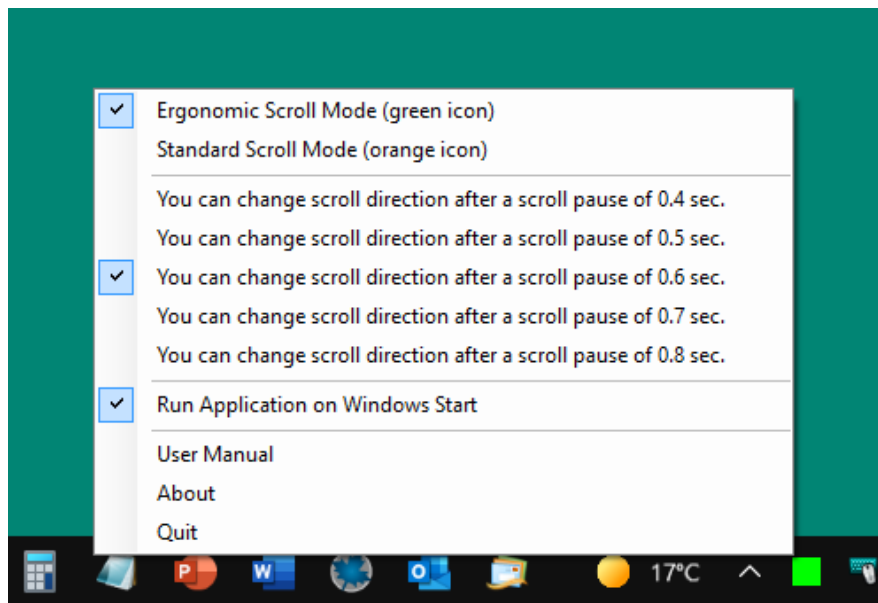 Ergonomic Scroll Mode (green icon)
Standard Scroll Mode (orange icon)
You can change scroll direction after a scroll pause of 0.4 sec.
You can change scroll direction after a scroll pause of 0.5 sec.
You can change scroll direction after a scroll pause of 0.6 sec.
You can change scroll direction after a scroll pause of 0.7 sec.
You can change scroll direction after a scroll pause of 0.8 sec.
Run Application on Windows Start
User Manual
About
Quit
P W O 17°C